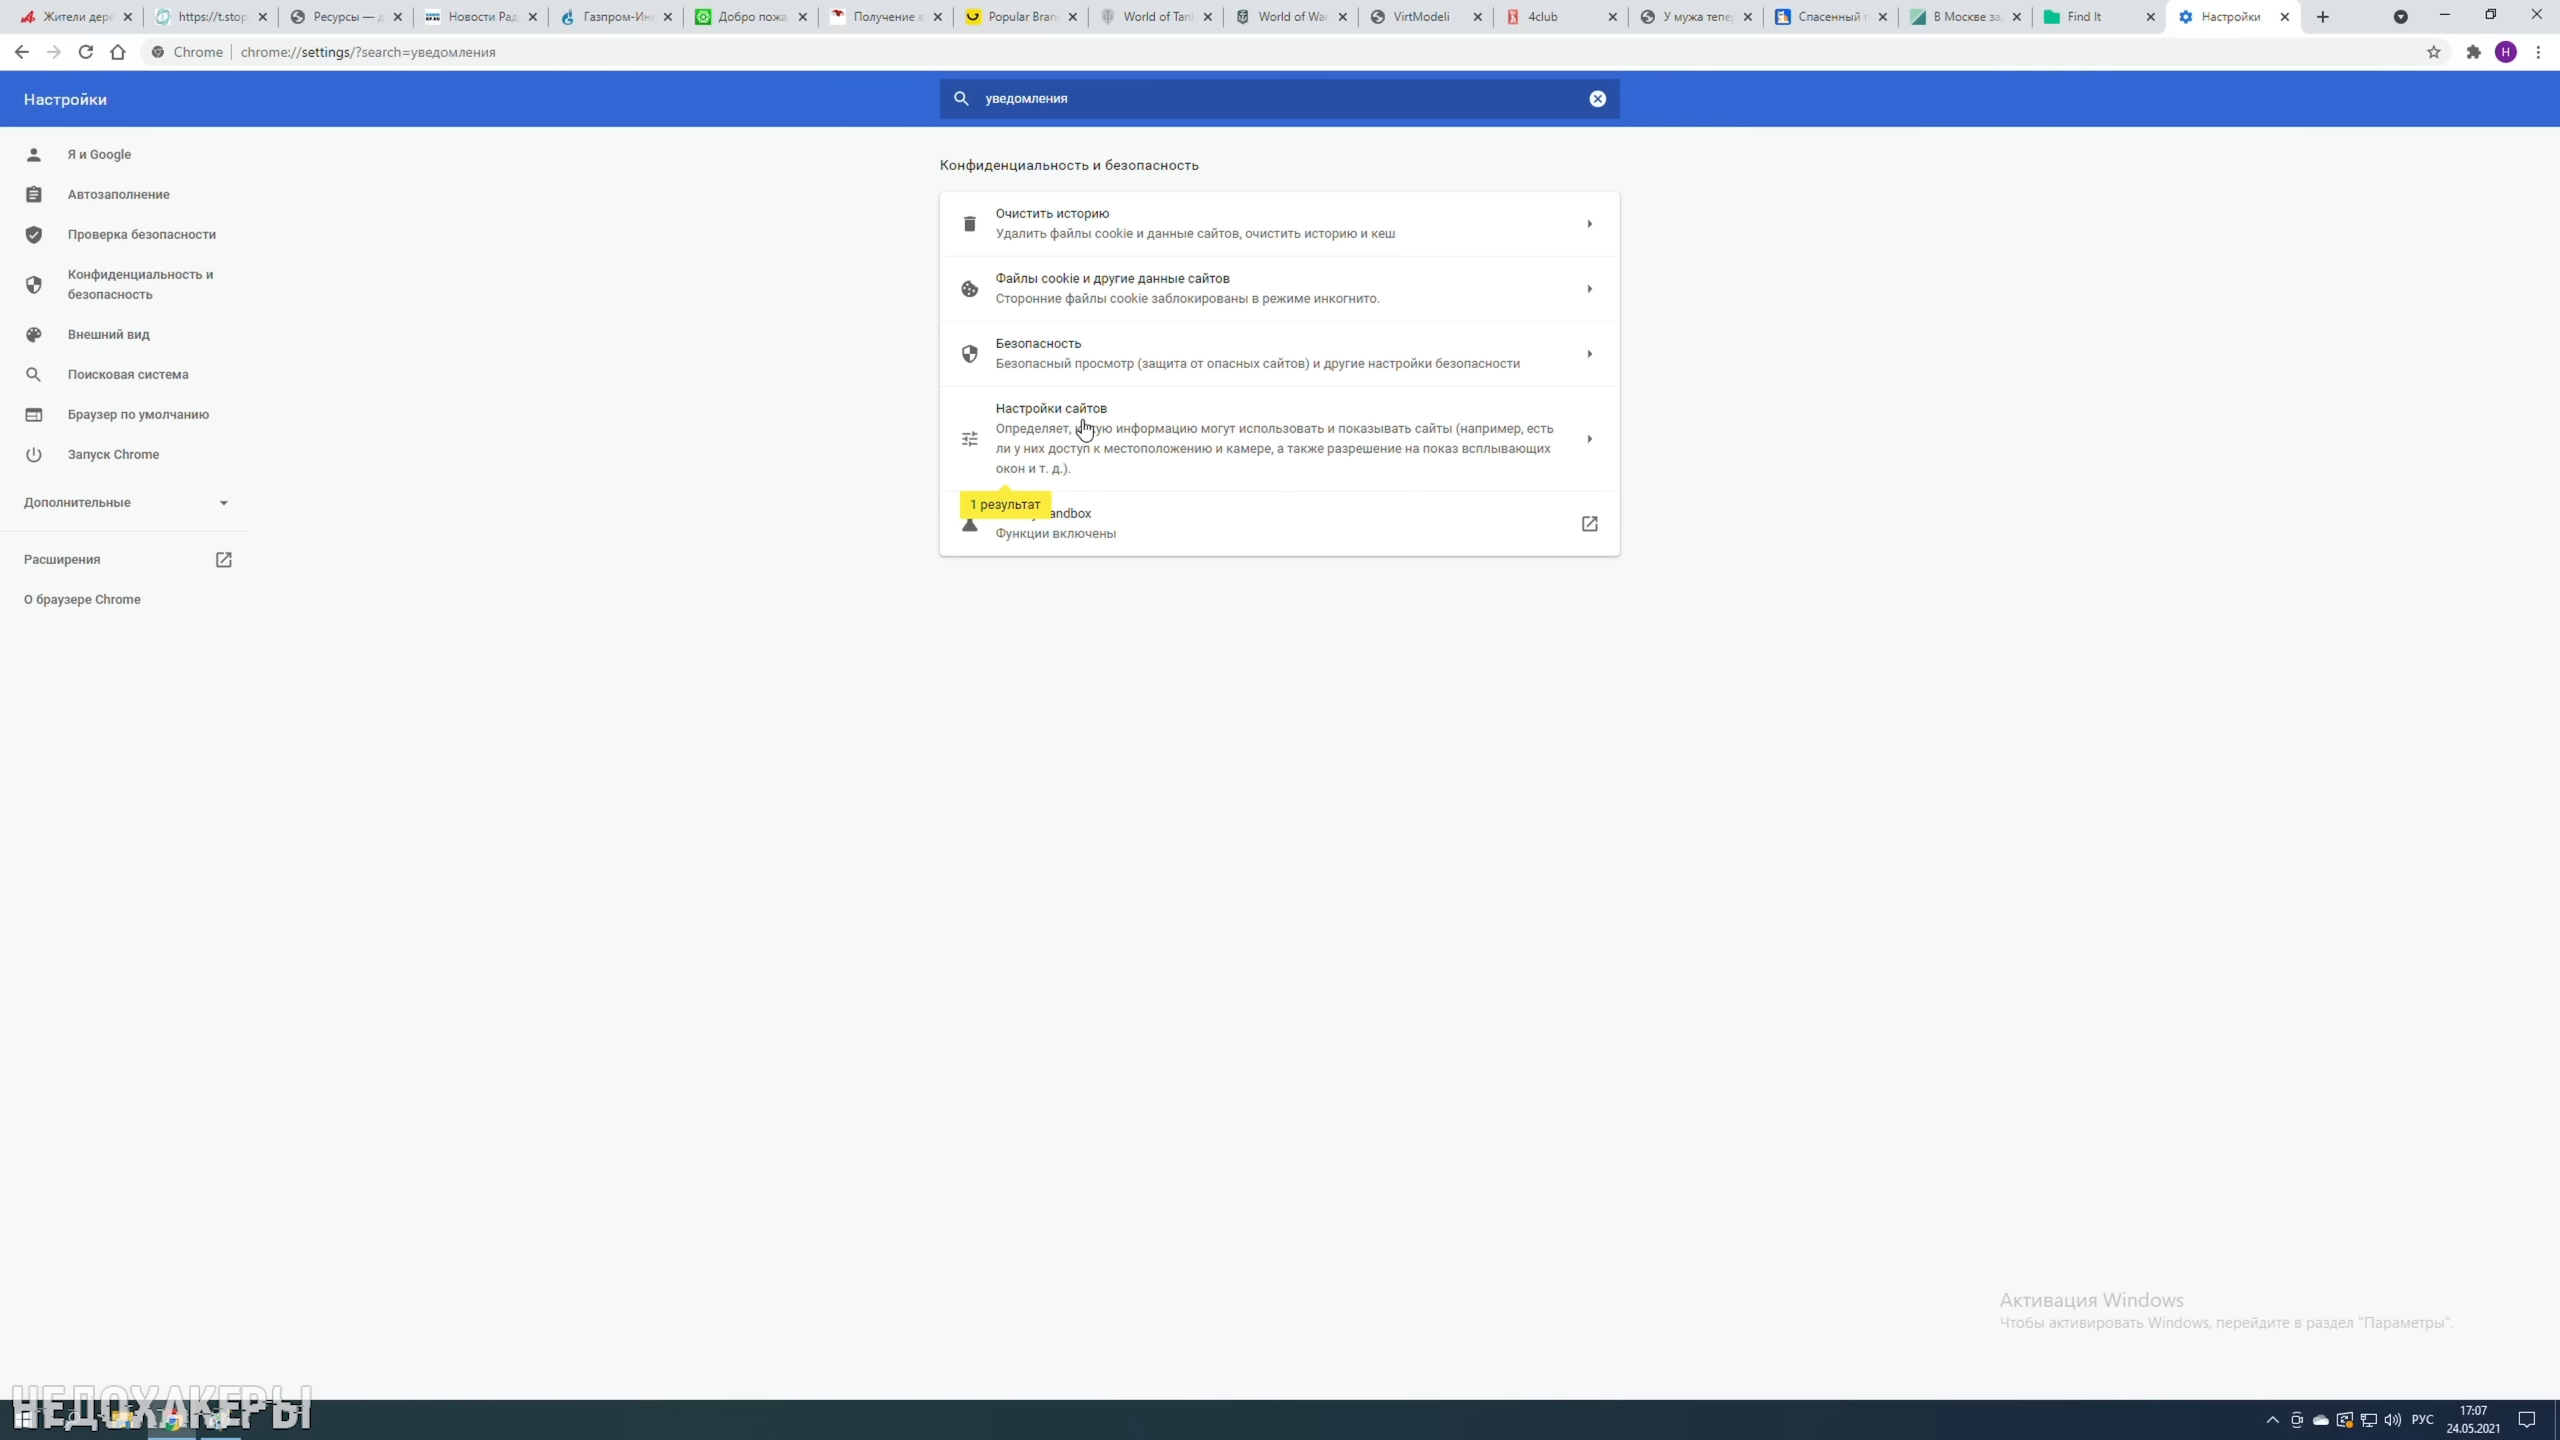 Жители дере
https://t.stop
Ресурсы — д
Новости Рад
Газпром-Ин
Добро пожа
Получение в
Popular Bran
World of Tan
World of Wa
VirtModeli
4club
У мужа тепе
Спасенный п
В Москве за
Find It
Настройки
Chrome
chrome://settings/?search=уведомления
Н
Настройки
уведомления
Я и Google
Автозаполнение
Проверка безопасности
Конфиденциальность и
безопасность
Внешний вид
Поисковая система
Браузер по умолчанию
Запуск Chrome
Дополнительные
Расширения
О браузере Chrome
Конфиденциальность и безопасность
Очистить историю
Удалить файлы cookie и данные сайтов, очистить историю и кеш
Файлы cookie и другие данные сайтов
Сторонние файлы cookie заблокированы в режиме инкогнито.
Безопасность
Безопасный просмотр (защита от опасных сайтов) и другие настройки безопасности
Настройки сайтов
Определяет, информацию могут использовать и показывать сайты (например, есть
ли у них доступ к местоположению и камере, а также разрешение на показ всплывающих
окон и т. д.).
1 результат
andbox
Функции включены
Активация Windows
Чтобы активировать Windows, перейдите в раздел "Параметры".
НЕДОХАКЕРЫ
РУС
17:07
24.05.2021